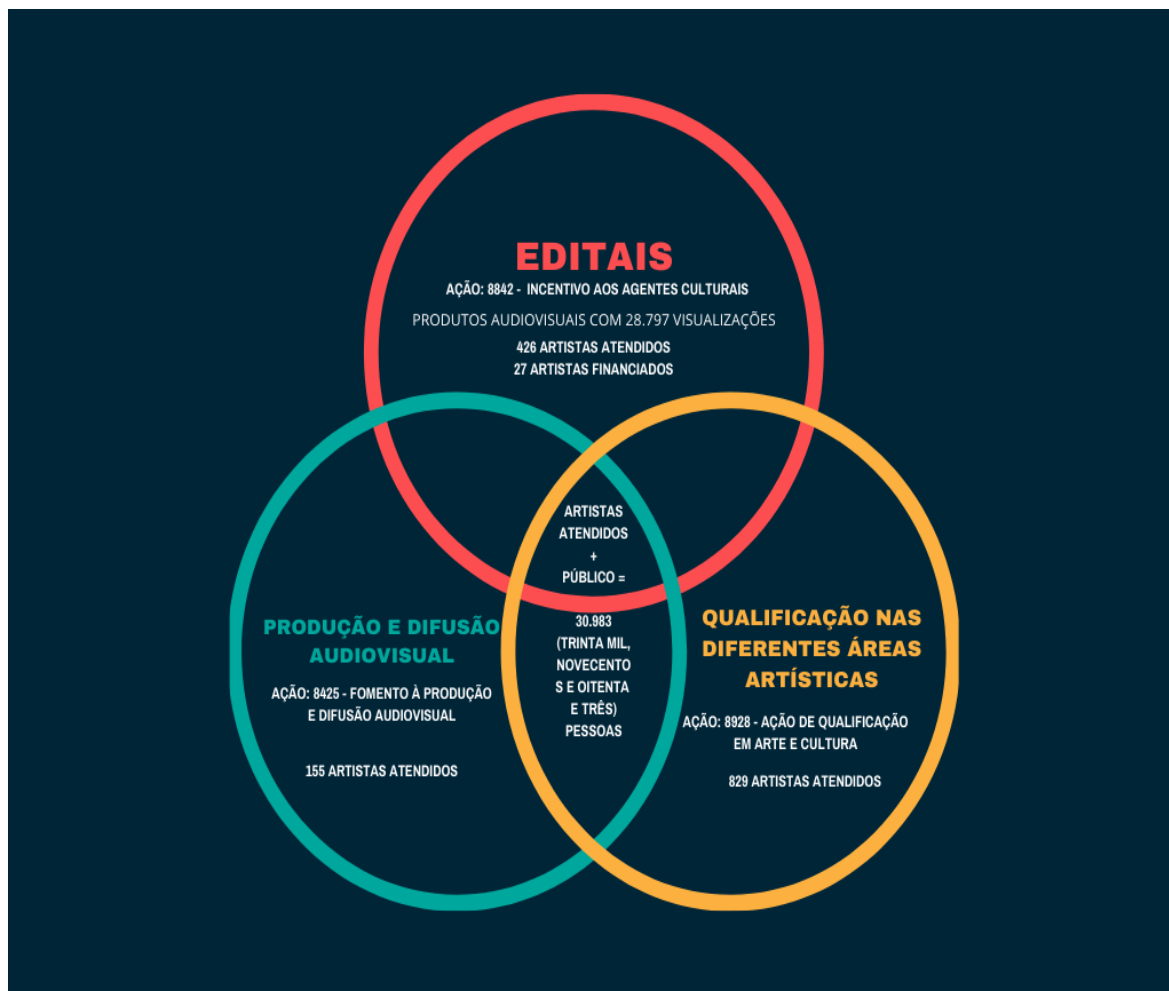 EDITAIS
AÇÃO: 8842 - INCENTIVO AOS AGENTES CULTURAIS
PRODUTOS AUDIOVISUAIS COM 28.797 VISUALIZAÇÕES
426 ARTISTAS ATENDIDOS
27 ARTISTAS FINANCIADOS
ARTISTAS
ATENDIDOS
+
PÚBLICO =
30.983
(TRINTA MIL,
NOVECENTO
S E OITENTA
E TRÊS)
PESSOAS
PRODUÇÃO E DIFUSÃO
AUDIOVISUAL
AÇÃO: 8425 - FOMENTO À PRODUÇÃO
E DIFUSÃO AUDIOVISUAL
155 ARTISTAS ATENDIDOS
QUALIFICAÇÃO NAS
DIFERENTES ÁREAS
ARTÍSTICAS
AÇÃO: 8928 - AÇÃO DE QUALIFICAÇÃO
EM ARTE E CULTURA
829 ARTISTAS ATENDIDOS